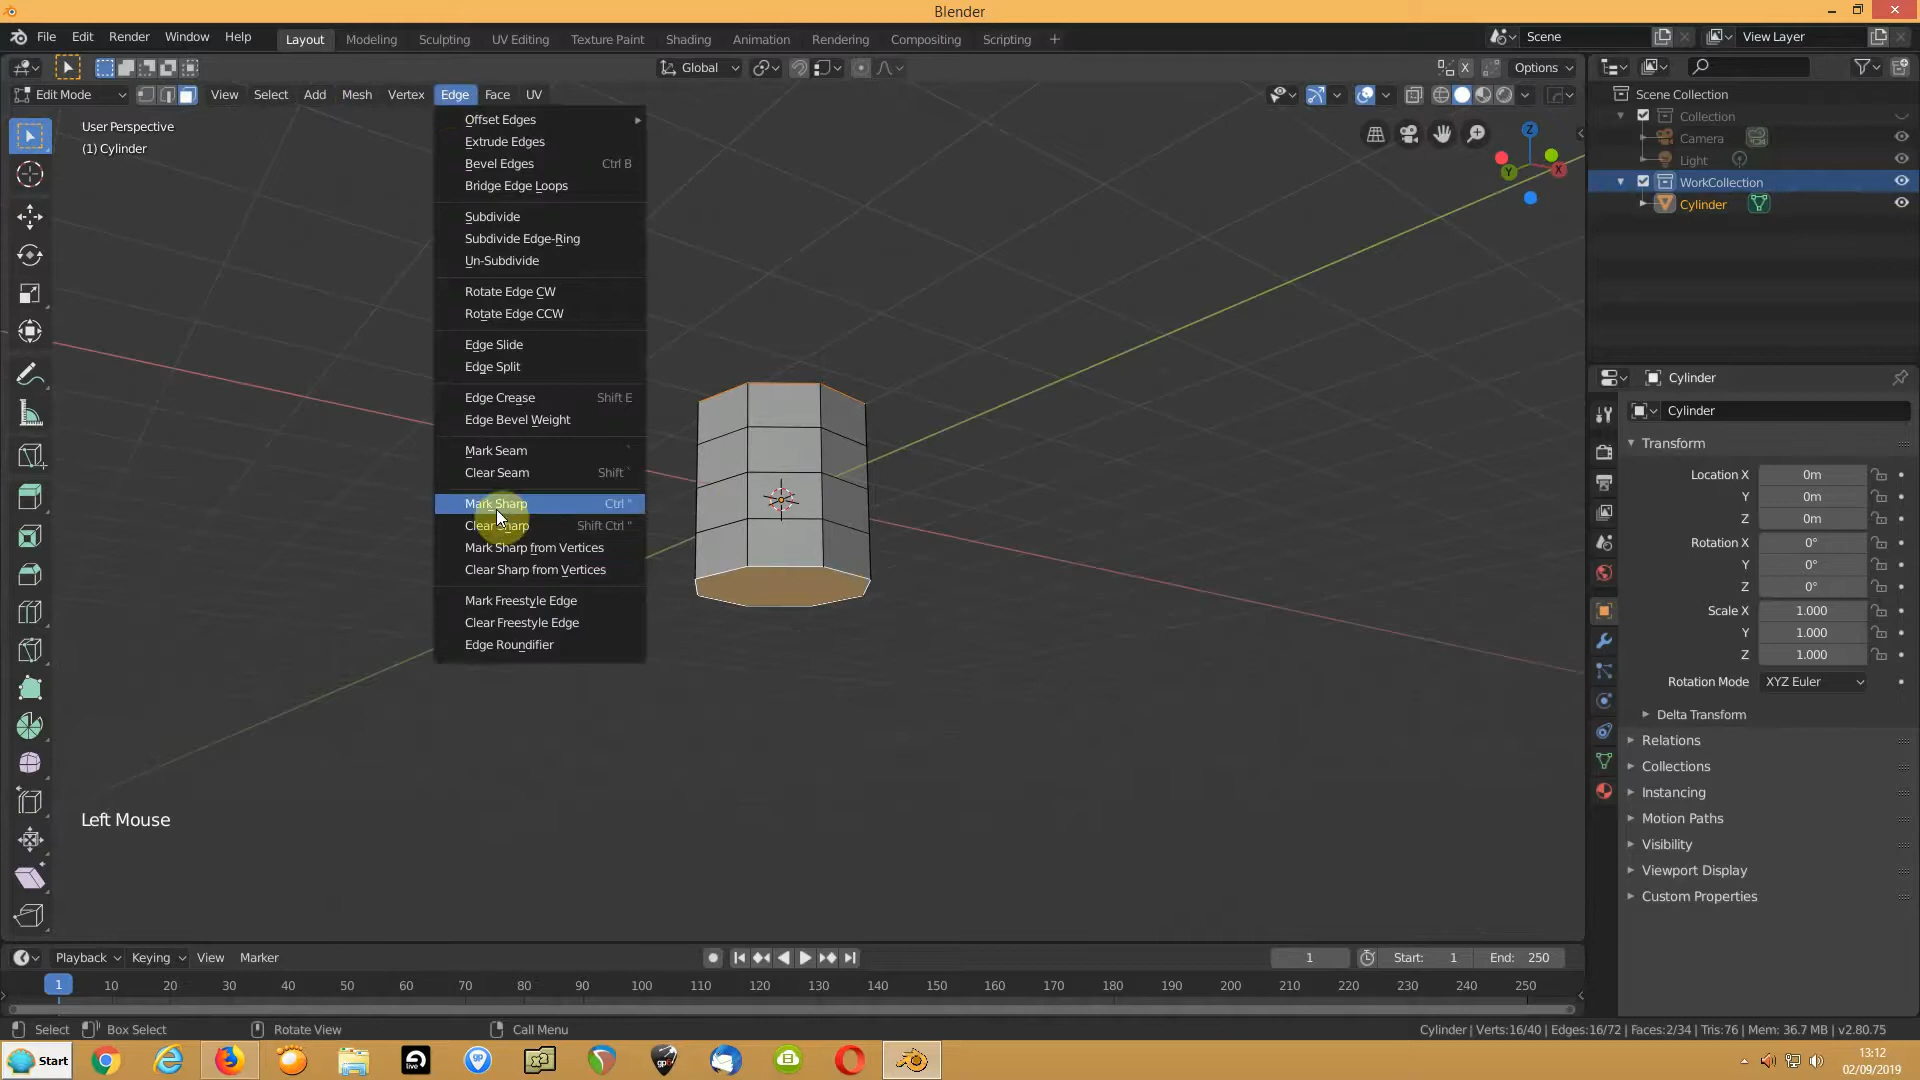 Blender
File Edit Render Window Help Layout Modeling Sculpting UV Editing Texture Paint Shading Animation Rendering Compositing Scripting + Scene View Layer
Global X Options
Edit Mode View Select Add Mesh Vertex Edge Face UV
User Perspective
(1) Cylinder
Offset Edges
Extrude Edges
Bevel Edges Ctrl B
Bridge Edge Loops
Subdivide
Subdivide Edge-Ring
Un-Subdivide
Rotate Edge CW
Rotate Edge CCW
Edge Slide
Edge Split
Edge Crease Shift E
Edge Bevel Weight
Mark Seam `
Clear Seam Shift `
Mark Sharp Ctrl "
Clear Sharp Shift Ctrl "
Mark Sharp from Vertices
Clear Sharp from Vertices
Mark Freestyle Edge
Clear Freestyle Edge
Edge Roundifier
Z
Y
X
Left Mouse
Scene Collection
Collection
Camera
Light
WorkCollection
Cylinder
Cylinder
Cylinder
Transform
Location X 0m
Y 0m
Z 0m
Rotation X 0°
Y 0°
Z 0°
Scale X 1.000
Y 1.000
Z 1.000
Rotation Mode XYZ Euler
Delta Transform
Relations
Collections
Instancing
Motion Paths
Visibility
Viewport Display
Custom Properties
Playback Keying View Marker 1 Start: 1 End: 250
1 10 20 30 40 50 60 70 80 90 100 110 120 130 140 150 160 170 180 190 200 210 220 230 240 250
Select Box Select Rotate View Call Menu Cylinder | Verts:16/40 | Edges:16/72 | Faces:2/34 | Tris:76 | Mem: 36.7 MB | v2.80.75
Start live gp6 13:12
02/09/2019